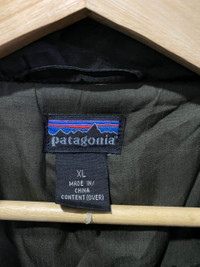 patagonia
XL
MADE IN/
CHINA
CONTENT (OVER)